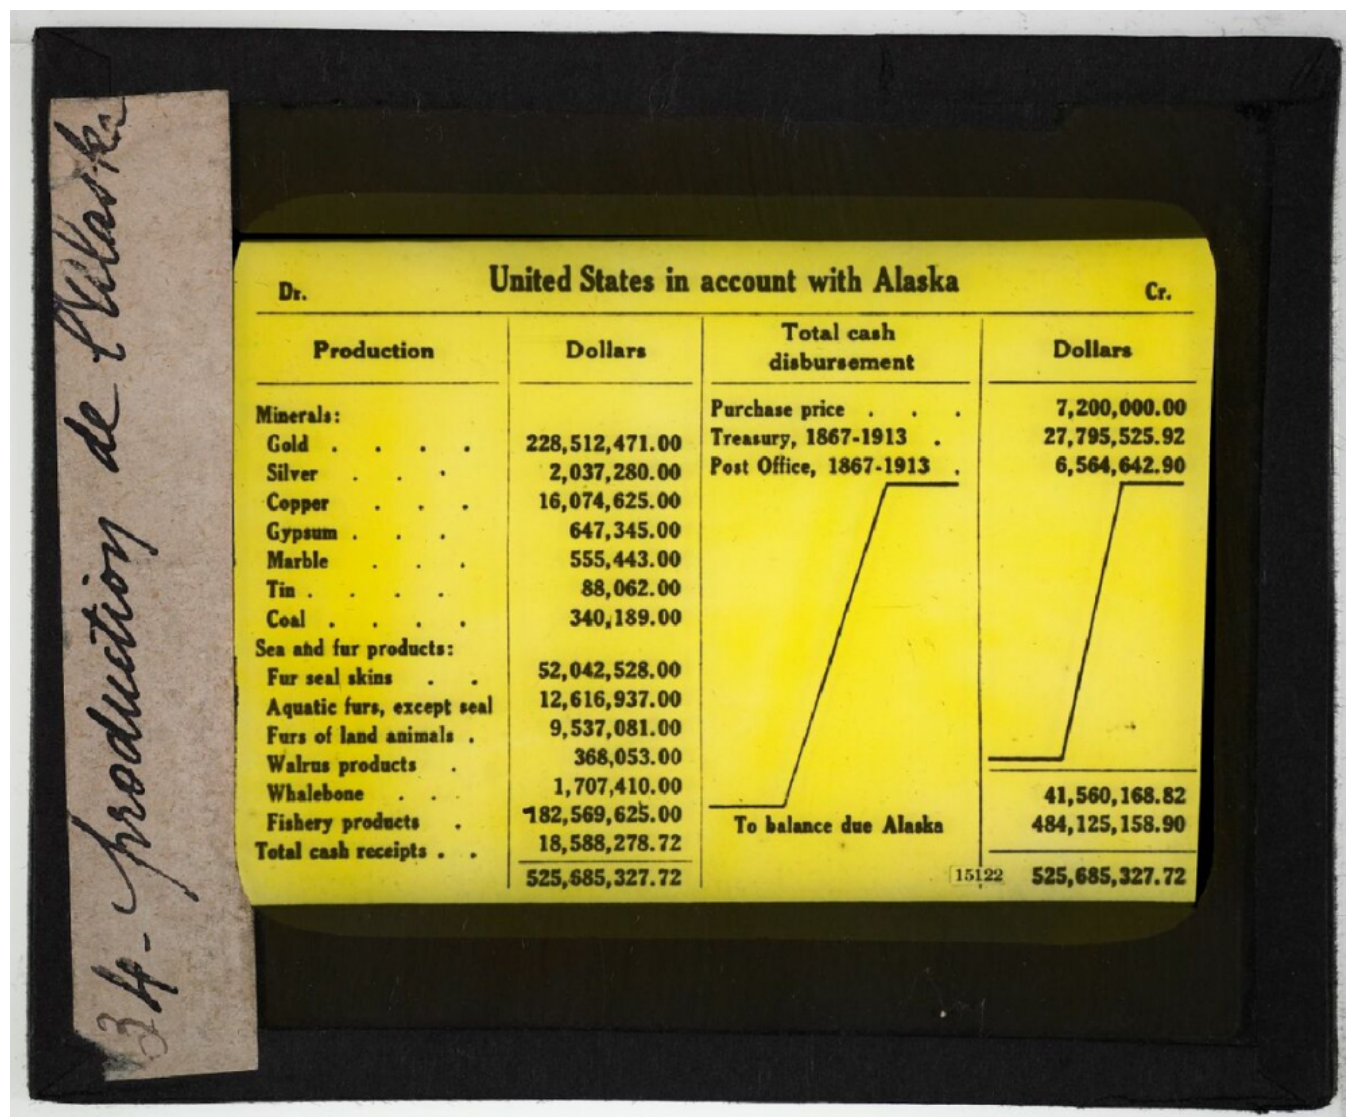 34- production de l'Alaska
United States in account with Alaska
Dr.
Cr.
Production
Dollars
Total cash
disbursement
Dollars
Minerals:
Gold . . . . 228,512,471.00
Silver . . . 2,037,280.00
Copper . . . 16,074,625.00
Gypsum . . . 647,345.00
Marble . . . 555,443.00
Tin . . . . 88,062.00
Coal . . . . 340,189.00
Sea and fur products:
Fur seal skins . . 52,042,528.00
Aquatic furs, except seal 12,616,937.00
Furs of land animals . 9,537,081.00
Walrus products . 368,053.00
Whalebone . . . 1,707,410.00
Fishery products . 182,569,625.00
Total cash receipts . . 18,588,278.72
525,685,327.72
Purchase price . . . 7,200,000.00
Treasury, 1867-1913 . 27,795,525.92
Post Office, 1867-1913 . 6,564,642.90
41,560,168.82
To balance due Alaska 484,125,158.90
15122
525,685,327.72